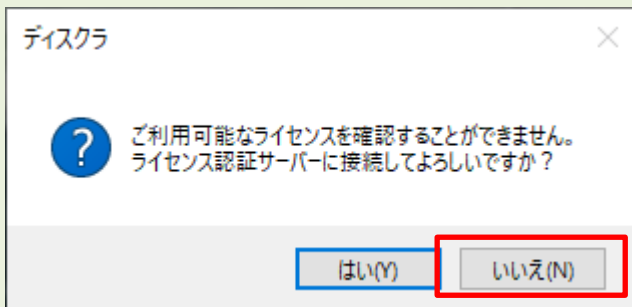 ディスクラ
ご利用可能なライセンスを確認することができません。
ライセンス認証サーバーに接続してよろしいですか？
はい(Y)
いいえ(N)